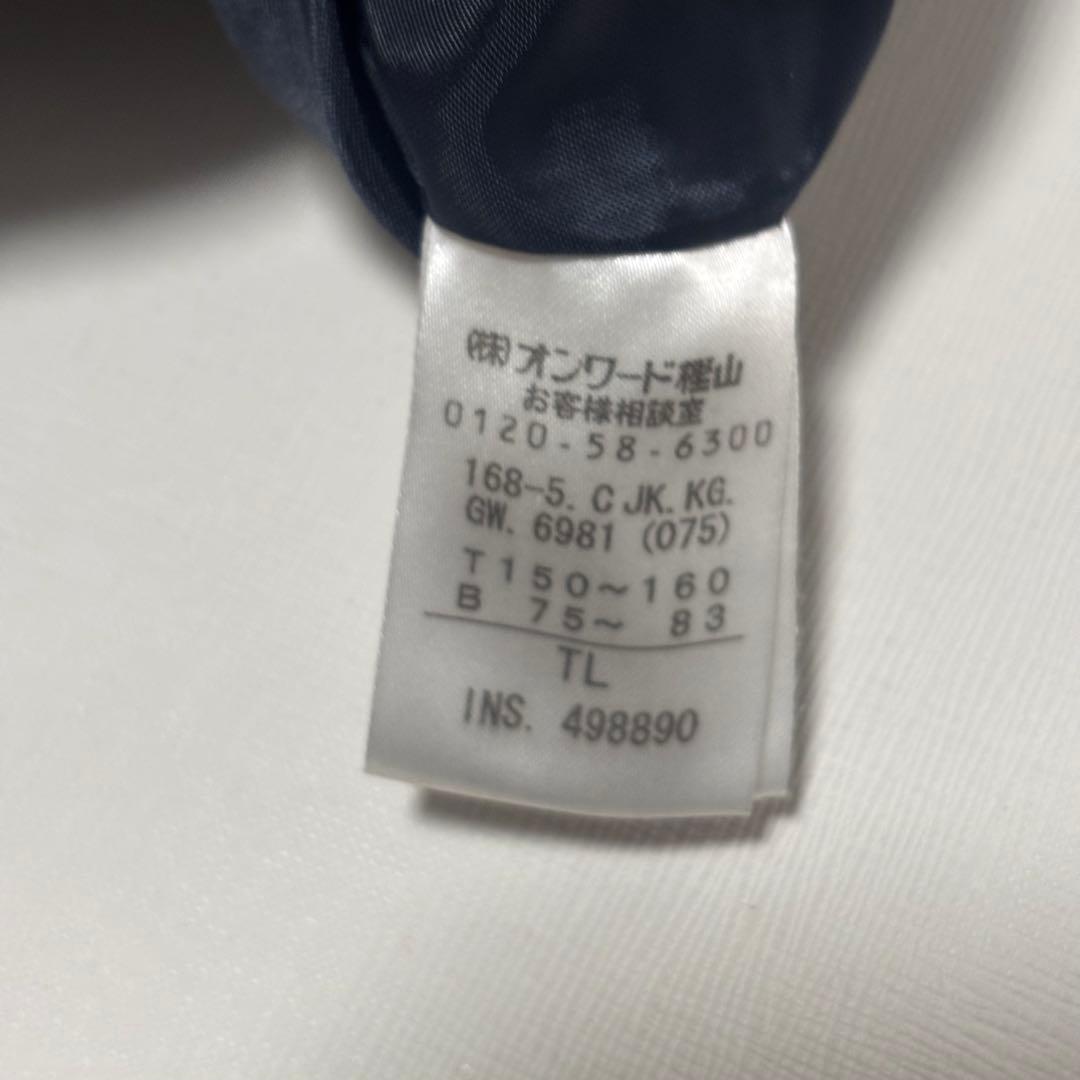 (株)オンワード樫山
お客様相談室
0120-58-6300
168-5. C JK. KG.
GW. 6981 (075)
T 150～160
B 75～ 83
TL
INS. 498890